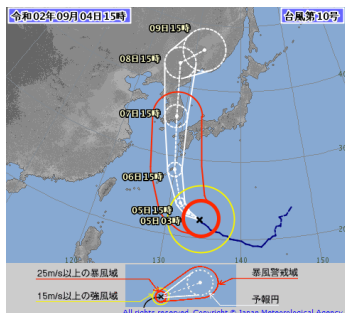 令和02年09月04日15時
台風第10号
09日15時
08日15時
07日15時
06日15時
05日15時
05日03時
40
30
20
120
130
140
150
25m/s以上の暴風域
暴風警戒域
15m/s以上の強風域
予報円
All rights reserved. Copyright © Japan Meteorological Agency